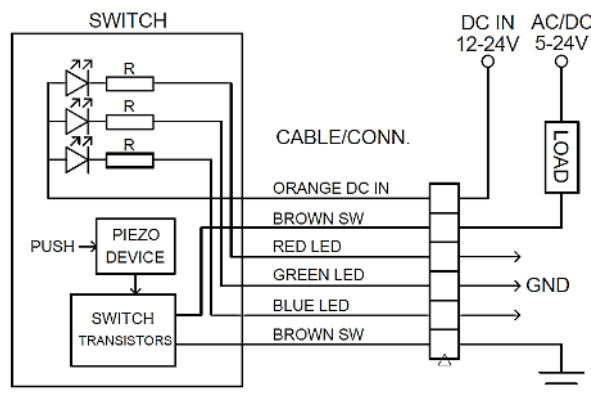 SWITCH
DC IN
12-24V
AC/DC
5-24V
R
R
R
CABLE/CONN.
LOAD
ORANGE DC IN
BROWN SW
RED LED
GREEN LED
BLUE LED
BROWN SW
GND
PUSH
PIEZO
DEVICE
SWITCH
TRANSISTORS